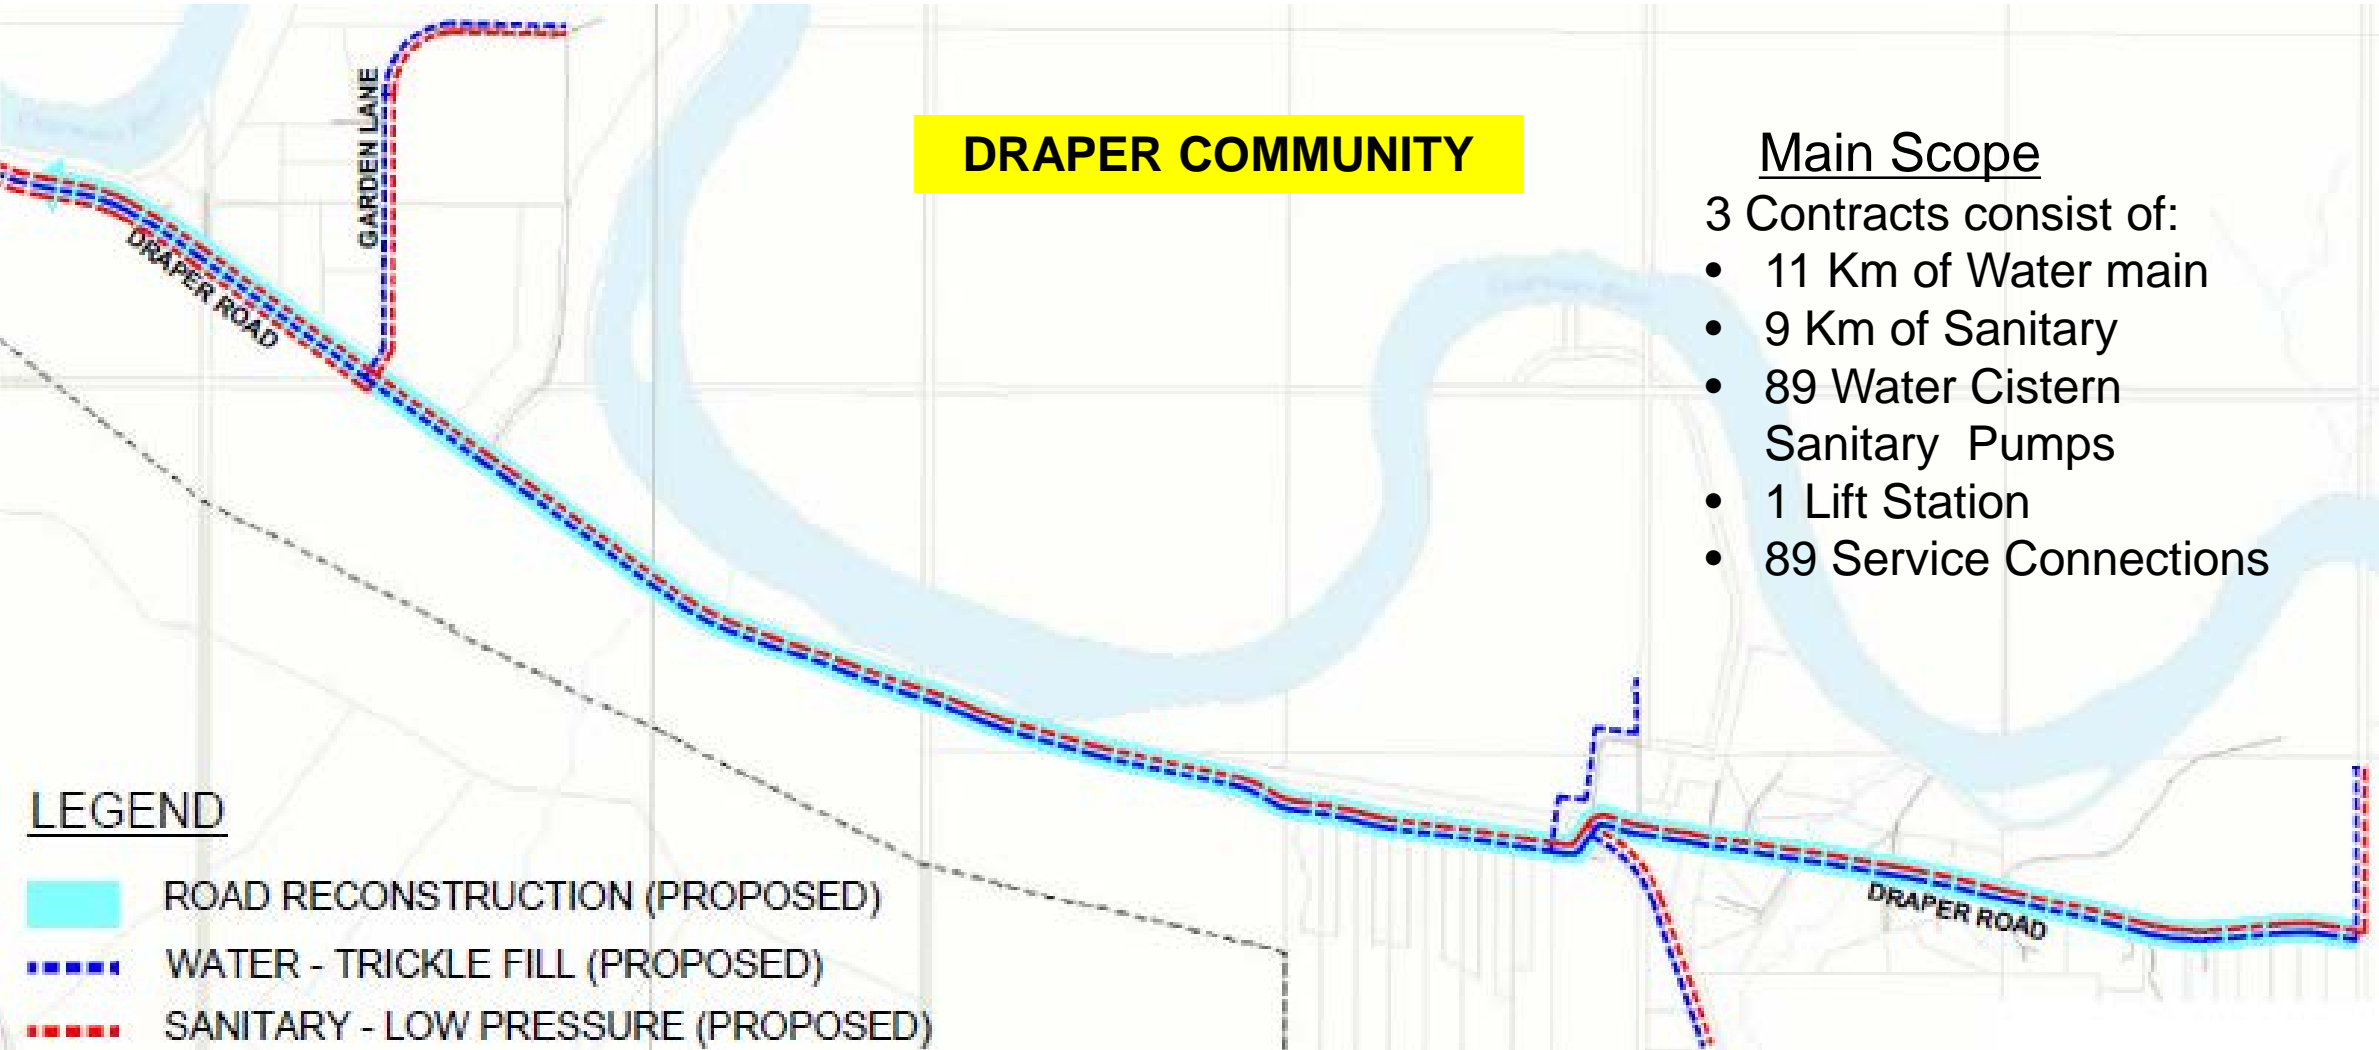 GARDEN LANE
DRAPER COMMUNITY
DRAPER ROAD
Main Scope
3 Contracts consist of:
• 11 Km of Water main
• 9 Km of Sanitary
• 89 Water Cistern
Sanitary Pumps
• 1 Lift Station
• 89 Service Connections
LEGEND
ROAD RECONSTRUCTION (PROPOSED)
WATER - TRICKLE FILL (PROPOSED)
SANITARY - LOW PRESSURE (PROPOSED)
DRAPER ROAD